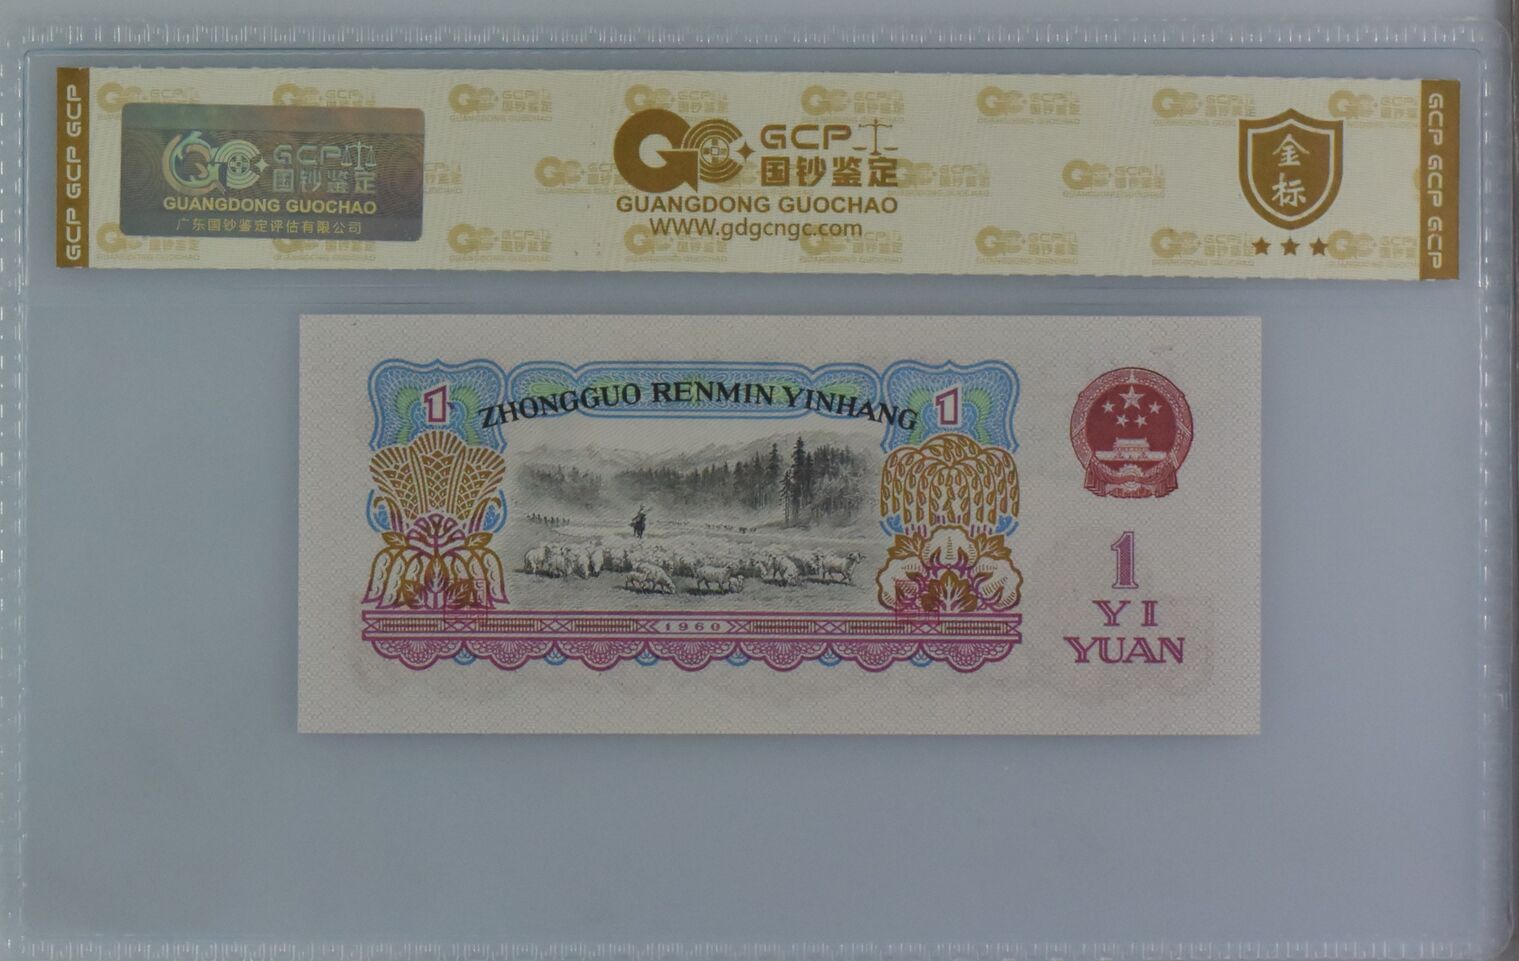 GCP GCP GCP
GCP
国钞鉴定
GUANGDONG GUOCHAO
广东国钞鉴定评估有限公司
GCP
国钞鉴定
GUANGDONG GUOCHAO
WWW.gdgcngc.com
金
标
GCP GCP GCP
1
ZHONGGUO RENMIN YINHANG
1
1960
1
YI
YUAN